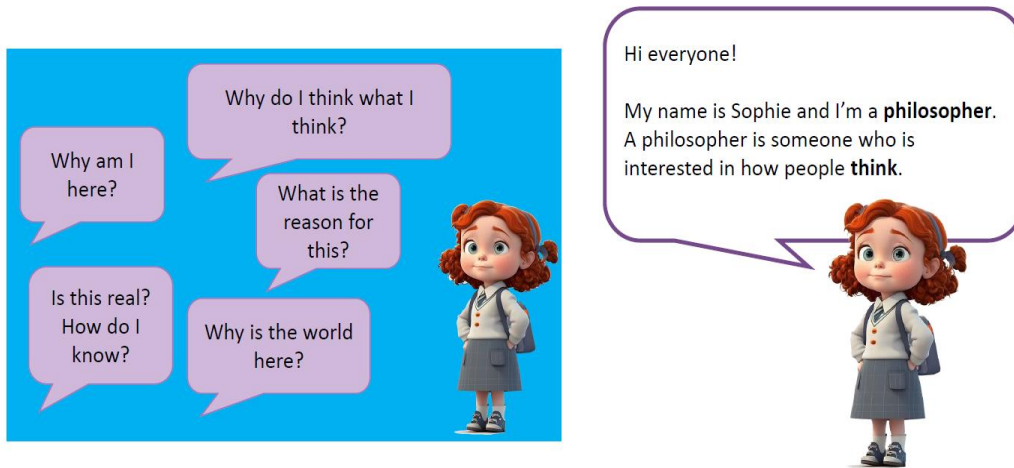 Why do I think what I
think?
Why am I
here?
What is the
reason for
this?
Is this real?
How do I
know?
Why is the world
here?
Hi everyone!
My name is Sophie and I’m a philosopher.
A philosopher is someone who is
interested in how people think.